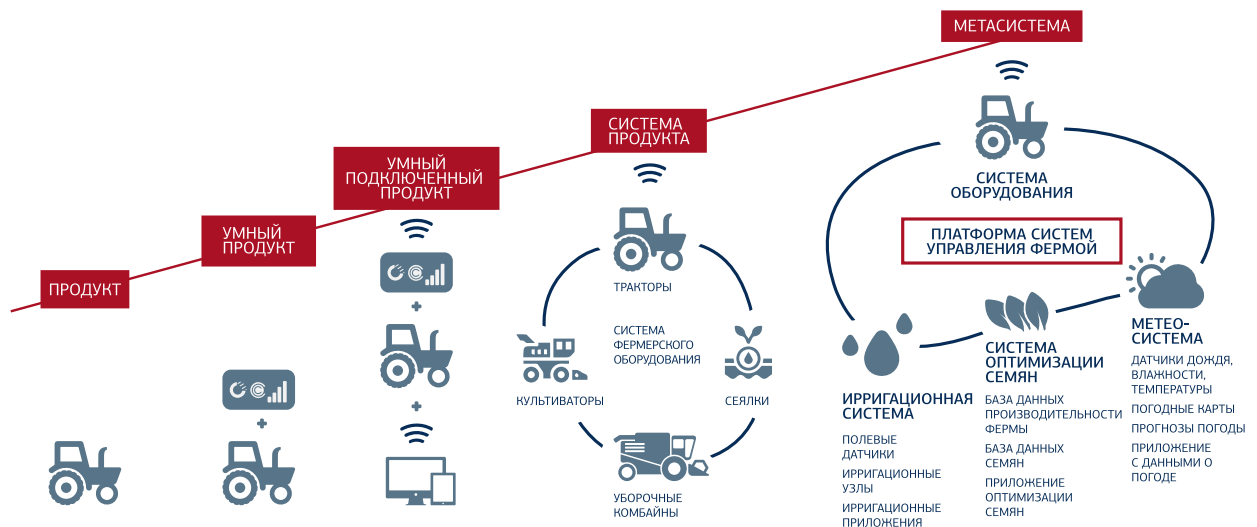 ПРОДУКТ
УМНЫЙ
ПРОДУКТ
УМНЫЙ
ПОДКЛЮЧЕННЫЙ
ПРОДУКТ
СИСТЕМА
ПРОДУКТА
МЕТАСИСТЕМА
ТРАКТОРЫ
СИСТЕМА
ФЕРМЕРСКОГО
ОБОРУДОВАНИЯ
КУЛЬТИВАТОРЫ
СЕЯЛКИ
УБОРОЧНЫЕ
КОМБАЙНЫ
СИСТЕМА
ОБОРУДОВАНИЯ
ПЛАТФОРМА СИСТЕМ
УПРАВЛЕНИЯ ФЕРМОЙ
ИРРИГАЦИОННАЯ
СИСТЕМА
ПОЛЕВЫЕ
ДАТЧИКИ
ИРРИГАЦИОННЫЕ
УЗЛЫ
ИРРИГАЦИОННЫЕ
ПРИЛОЖЕНИЯ
СИСТЕМА
ОПТИМИЗАЦИИ
СЕМЯН
БАЗА ДАННЫХ
ПРОИЗВОДИТЕЛЬНОСТИ
ФЕРМЫ
БАЗА ДАННЫХ
СЕМЯН
ПРИЛОЖЕНИЕ
ОПТИМИЗАЦИИ
СЕМЯН
МЕТЕО-
СИСТЕМА
ДАТЧИКИ ДОЖДЯ,
ВЛАЖНОСТИ,
ТЕМПЕРАТУРЫ
ПОГОДНЫЕ КАРТЫ
ПРОГНОЗЫ ПОГОДЫ
ПРИЛОЖЕНИЕ
С ДАННЫМИ О
ПОГОДЕ